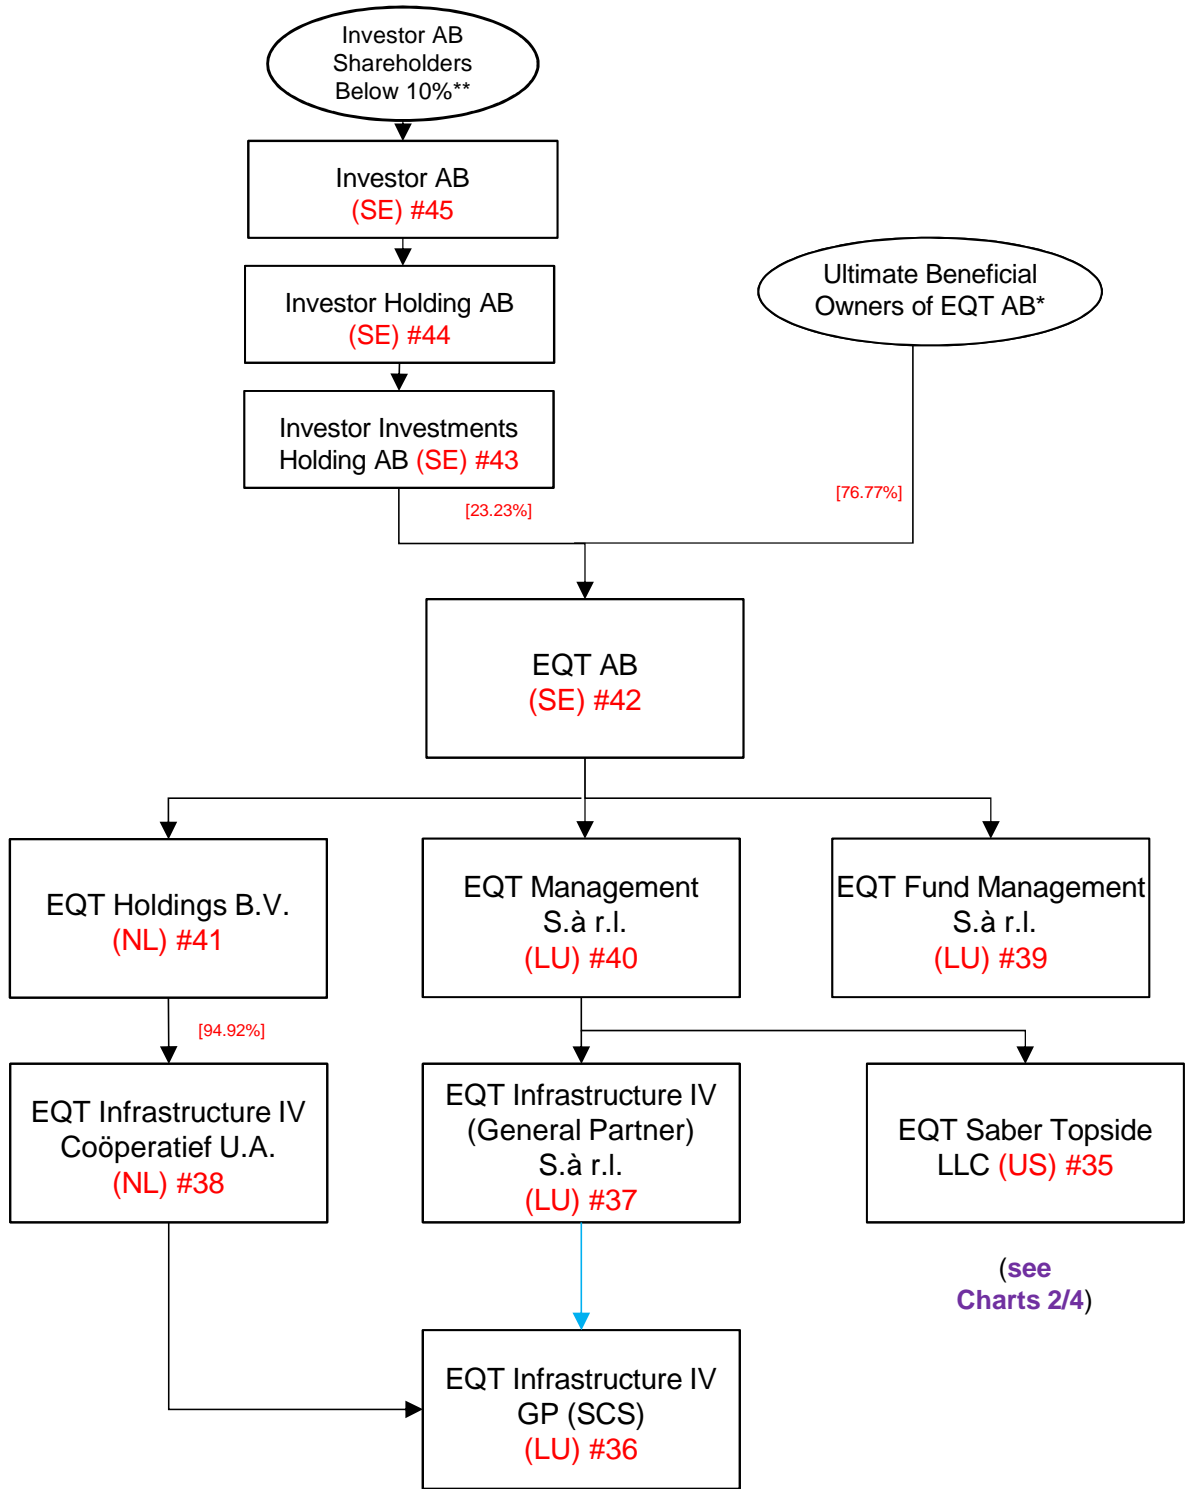 Investor AB
Shareholders
Below 10%**
Investor AB
(SE) #45
Investor Holding AB
(SE) #44
Ultimate Beneficial
Owners of EQT AB*
Investor Investments
Holding AB (SE) #43
[23.23%]
[76.77%]
EQT AB
(SE) #42
EQT Holdings B.V.
(NL) #41
EQT Management
S.à r.l.
(LU) #40
EQT Fund Management
S.à r.l.
(LU) #39
[94.92%]
EQT Infrastructure IV
Coöperatief U.A.
(NL) #38
EQT Infrastructure IV
(General Partner)
S.à r.l.
(LU) #37
EQT Saber Topside
LLC (US) #35
(see
Charts 2/4)
EQT Infrastructure IV
GP (SCS)
(LU) #36